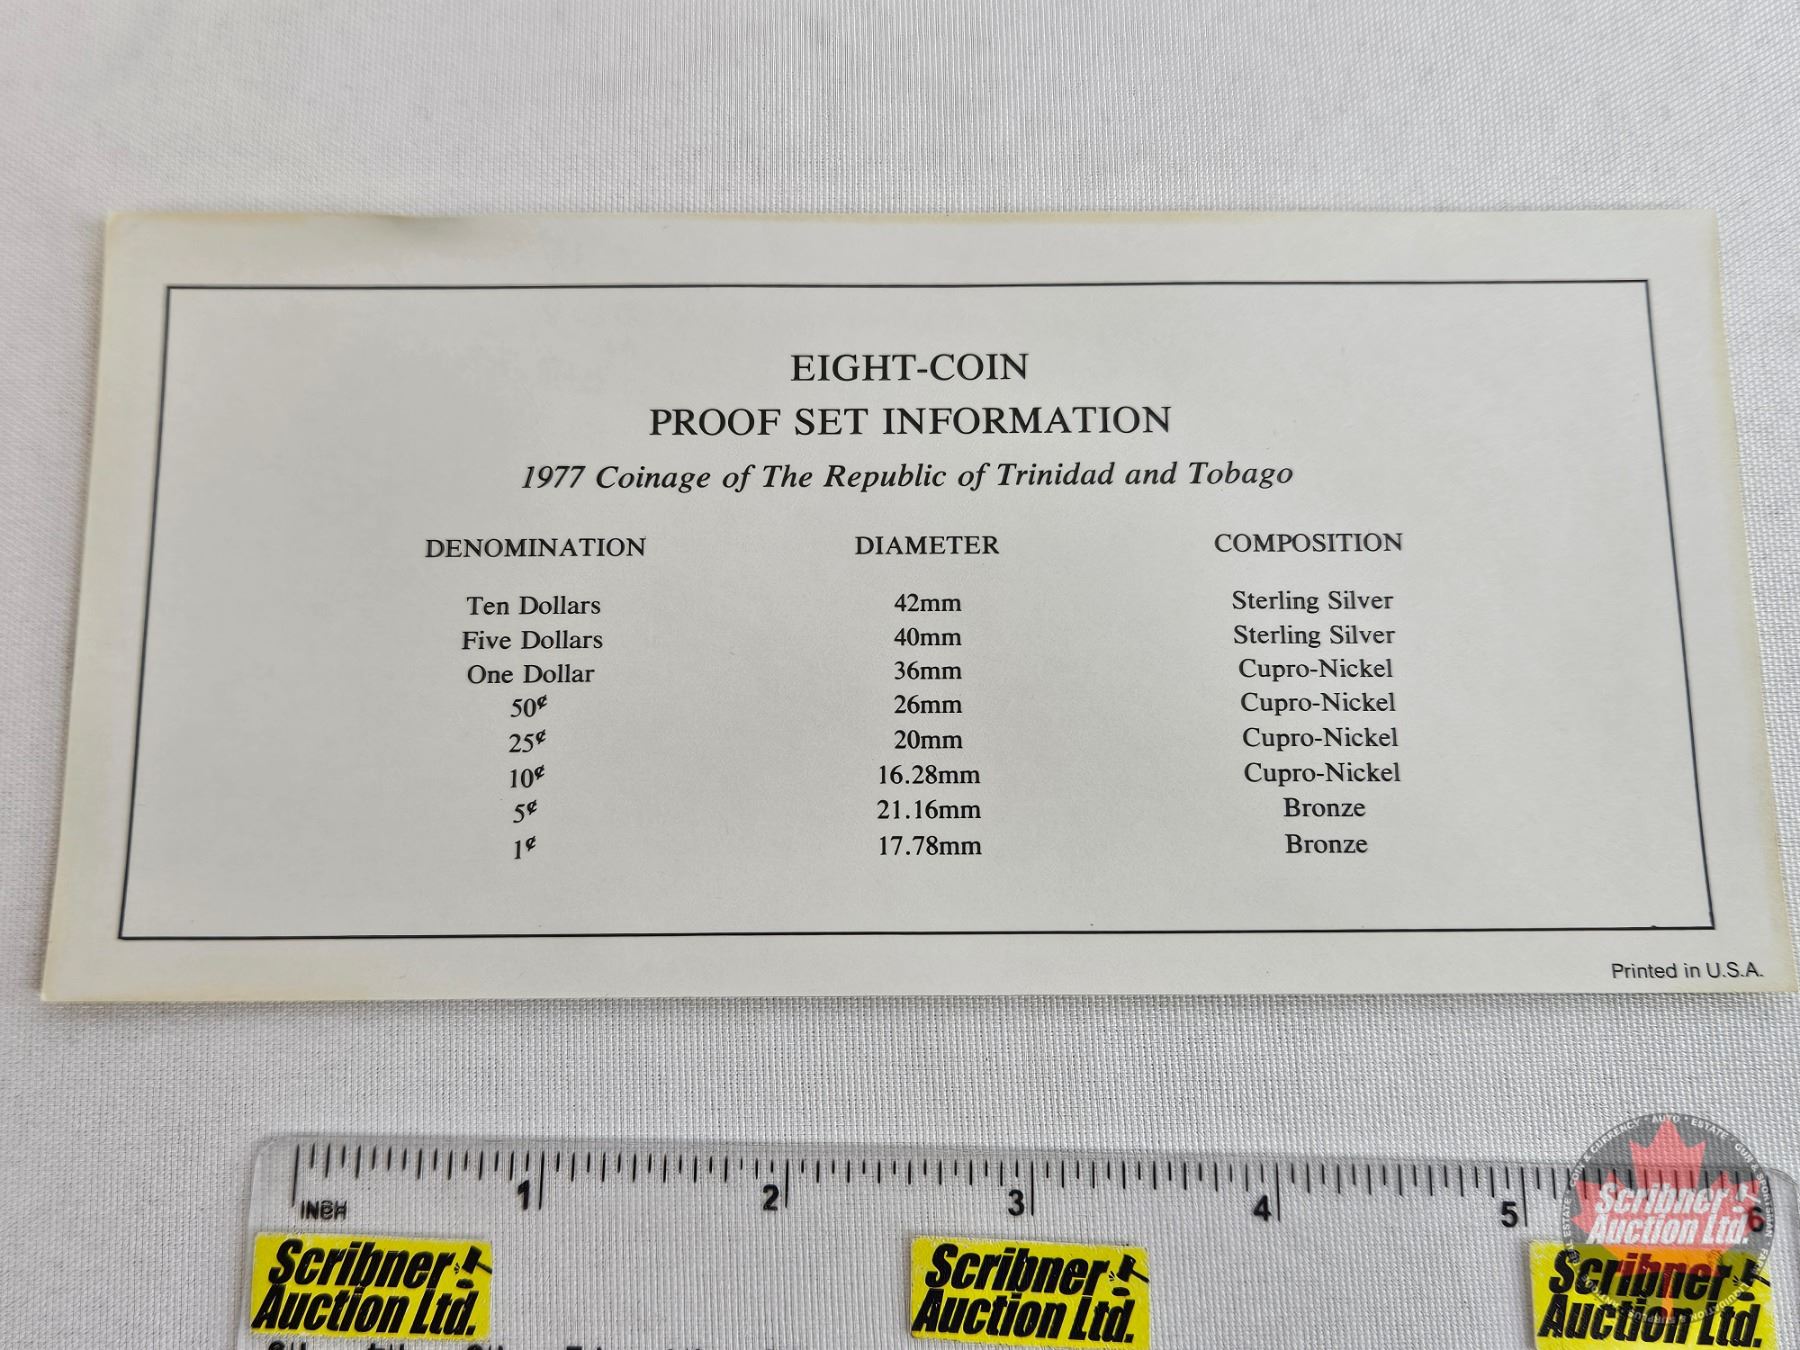 EIGHT-COIN
PROOF SET INFORMATION
1977 Coinage of The Republic of Trinidad and Tobago
DENOMINATION DIAMETER COMPOSITION
Ten Dollars 42mm Sterling Silver
Five Dollars 40mm Sterling Silver
One Dollar 36mm Cupro-Nickel
50¢ 26mm Cupro-Nickel
25¢ 20mm Cupro-Nickel
10¢ 16.28mm Cupro-Nickel
5¢ 21.16mm Bronze
1¢ 17.78mm Bronze
Printed in U.S.A.
INCH 1 2 3 4 5 6
Scribner Auction Ltd.
Scribner
Auction Ltd.
Scribner
Auction Ltd.
Scribner
Auction Ltd.